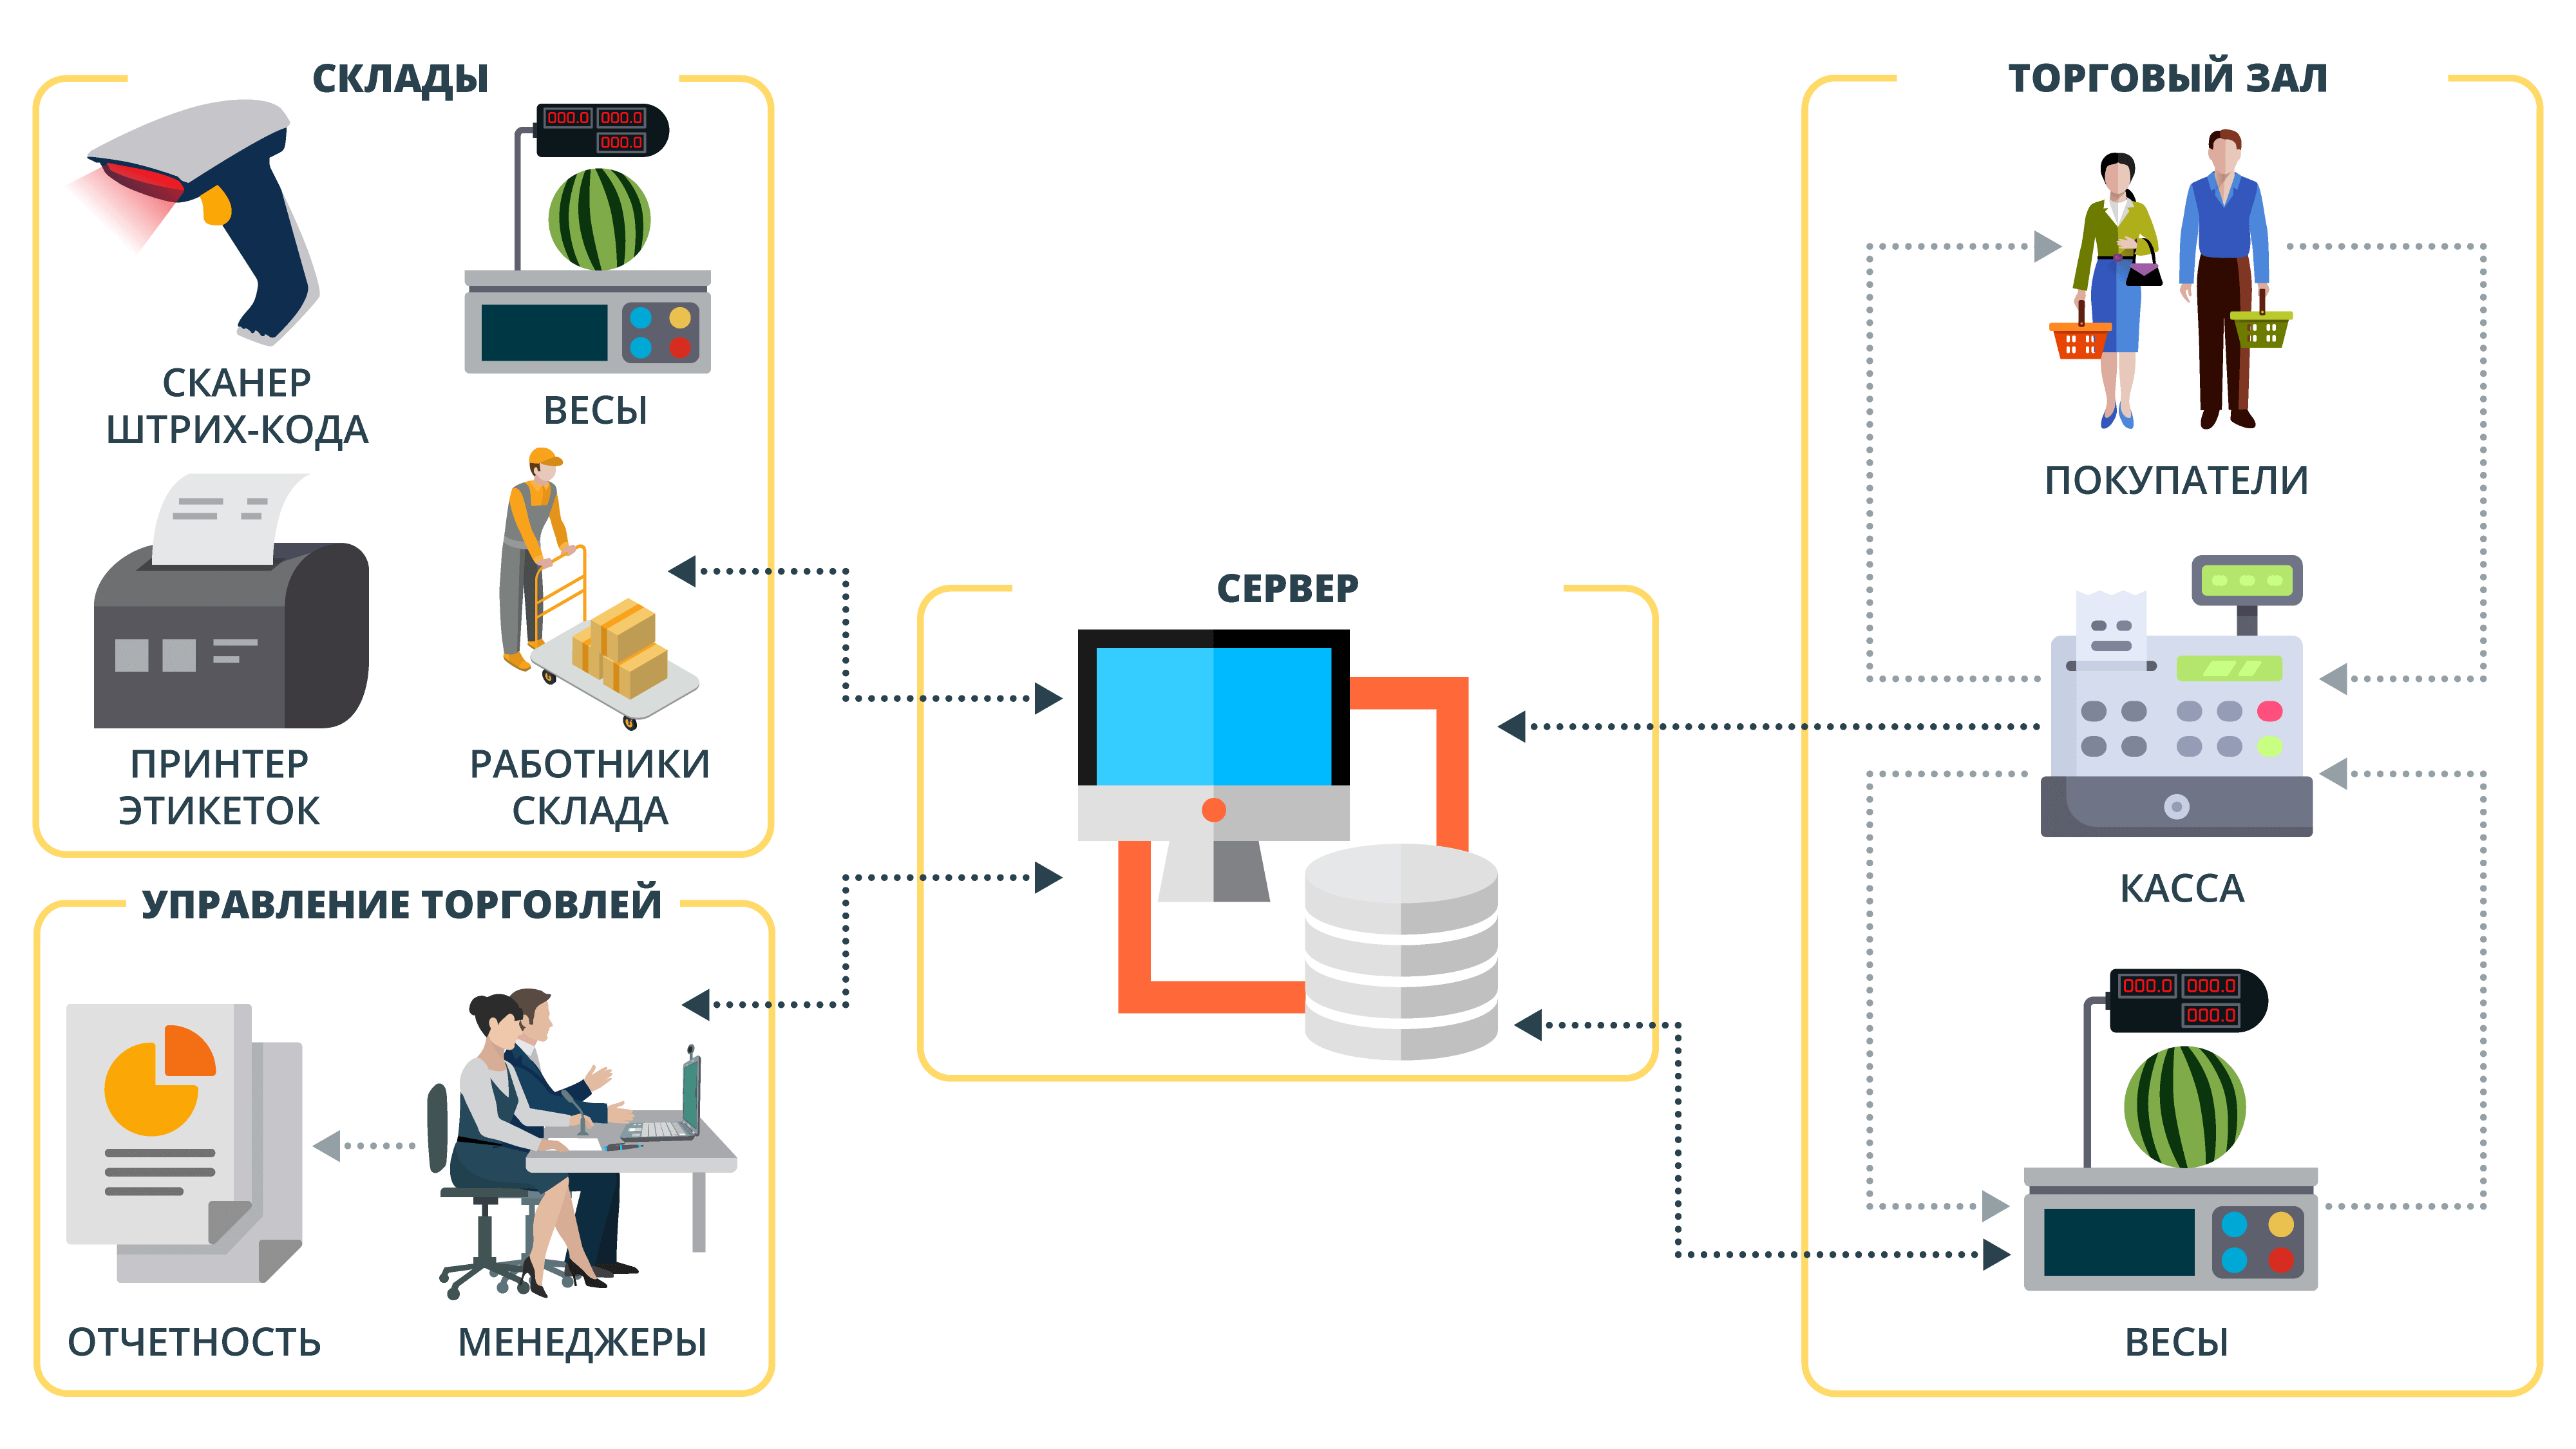 СКЛАДЫ
000.0 000.0
000.0
СКАНЕР
ШТРИХ-КОДА
ВЕСЫ
ПРИНТЕР
ЭТИКЕТОК
РАБОТНИКИ
СКЛАДА
УПРАВЛЕНИЕ ТОРГОВЛЕЙ
ОТЧЕТНОСТЬ
МЕНЕДЖЕРЫ
СЕРВЕР
ТОРГОВЫЙ ЗАЛ
ПОКУПАТЕЛИ
КАССА
000.0 000.0
000.0
ВЕСЫ